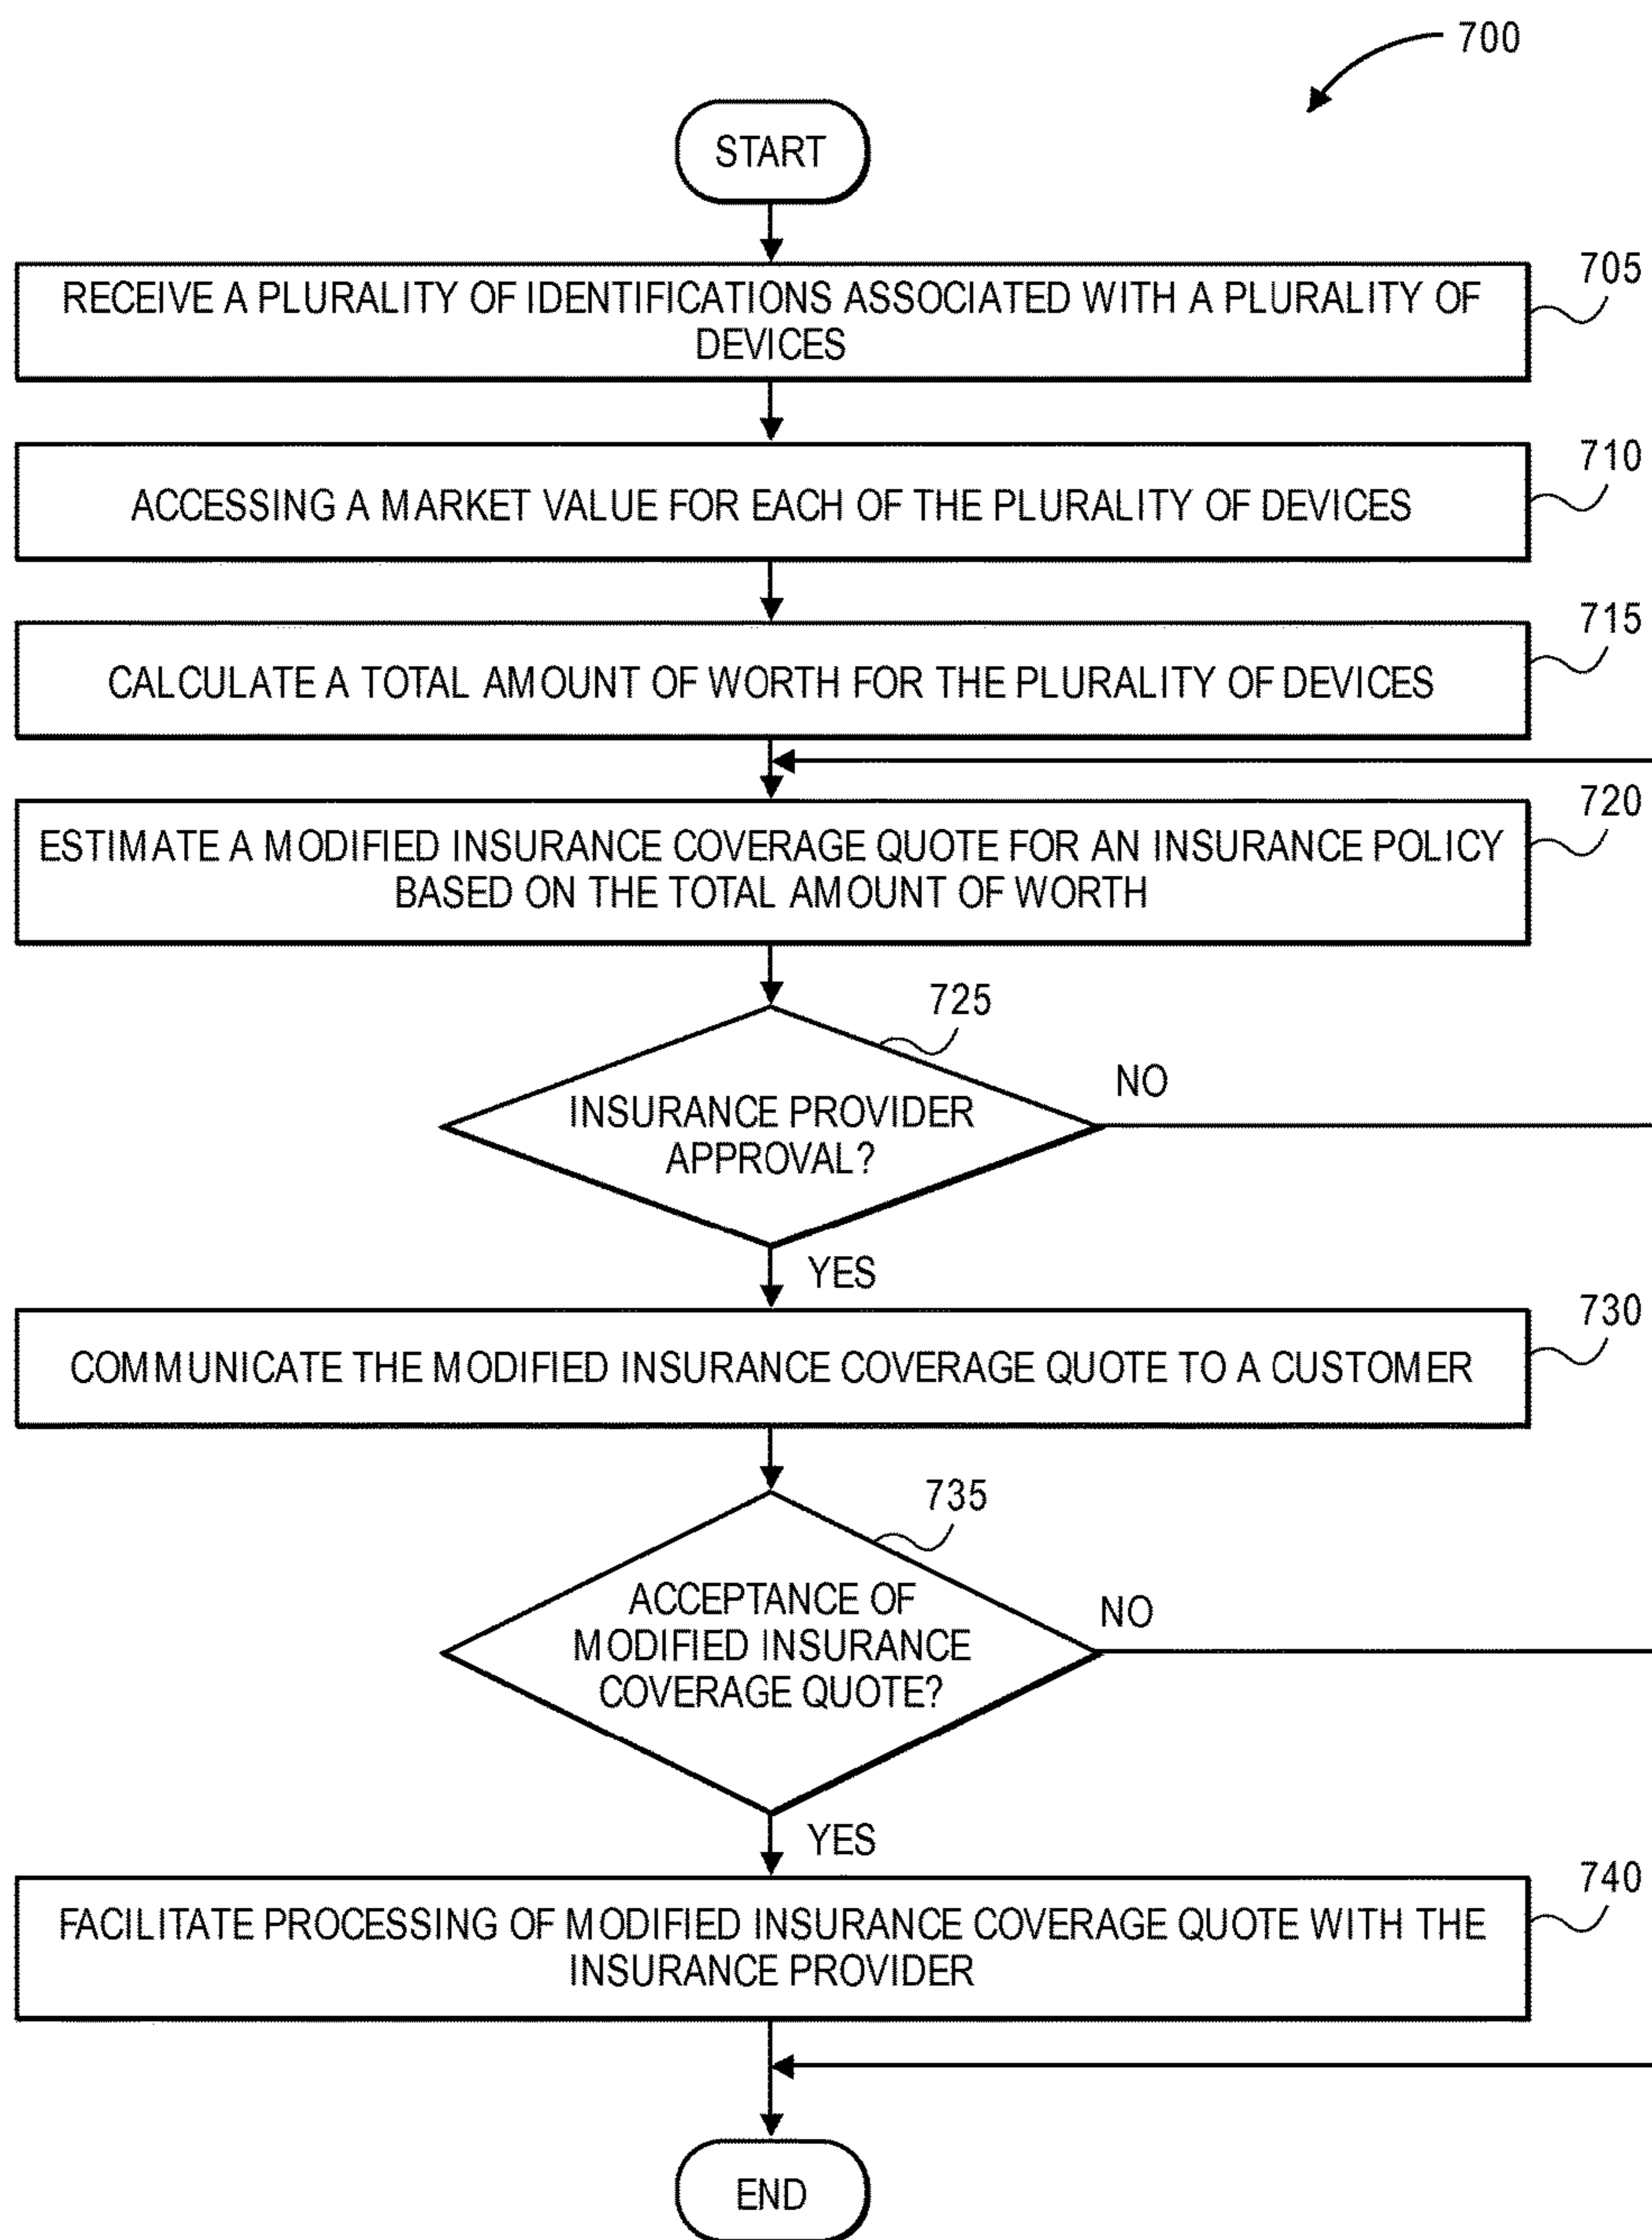 700
START
705
RECEIVE A PLURALITY OF IDENTIFICATIONS ASSOCIATED WITH A PLURALITY OF
DEVICES
710
ACCESSING A MARKET VALUE FOR EACH OF THE PLURALITY OF DEVICES
715
CALCULATE A TOTAL AMOUNT OF WORTH FOR THE PLURALITY OF DEVICES
720
ESTIMATE A MODIFIED INSURANCE COVERAGE QUOTE FOR AN INSURANCE POLICY
BASED ON THE TOTAL AMOUNT OF WORTH
725
NO
INSURANCE PROVIDER
APPROVAL?
YES
730
COMMUNICATE THE MODIFIED INSURANCE COVERAGE QUOTE TO A CUSTOMER
735
NO
ACCEPTANCE OF
MODIFIED INSURANCE
COVERAGE QUOTE?
YES
740
FACILITATE PROCESSING OF MODIFIED INSURANCE COVERAGE QUOTE WITH THE
INSURANCE PROVIDER
END